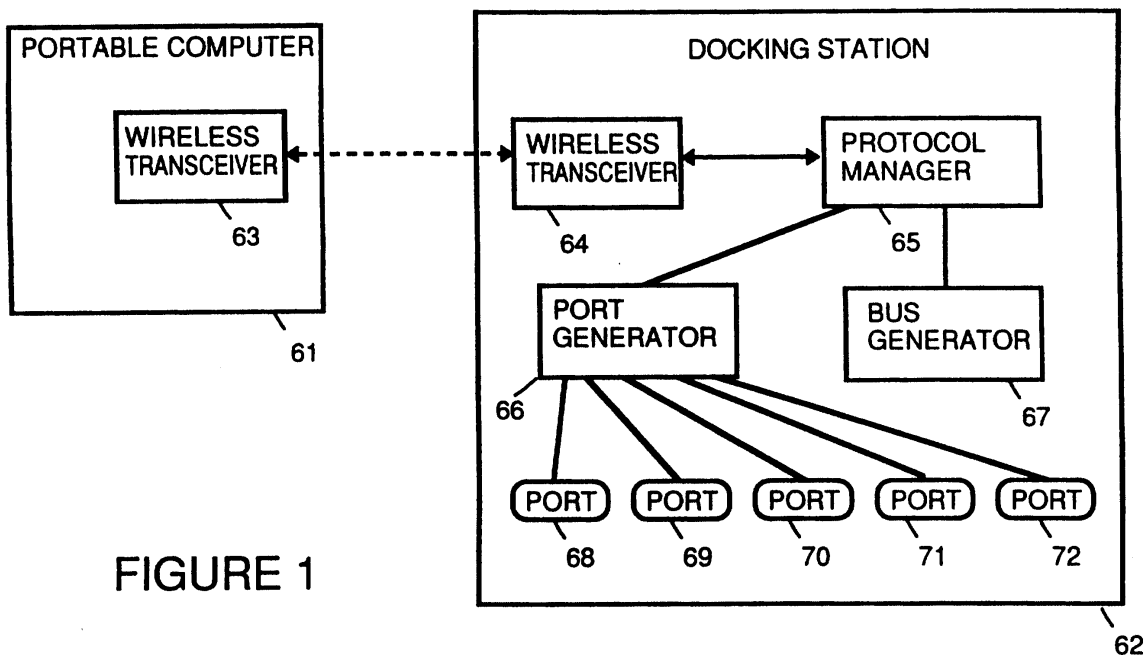 PORTABLE COMPUTER
WIRELESS
TRANSCEIVER
63
61
DOCKING STATION
WIRELESS
TRANSCEIVER
64
PROTOCOL
MANAGER
65
PORT
GENERATOR
66
BUS
GENERATOR
67
PORT
68
PORT
69
PORT
70
PORT
71
PORT
72
62
FIGURE 1